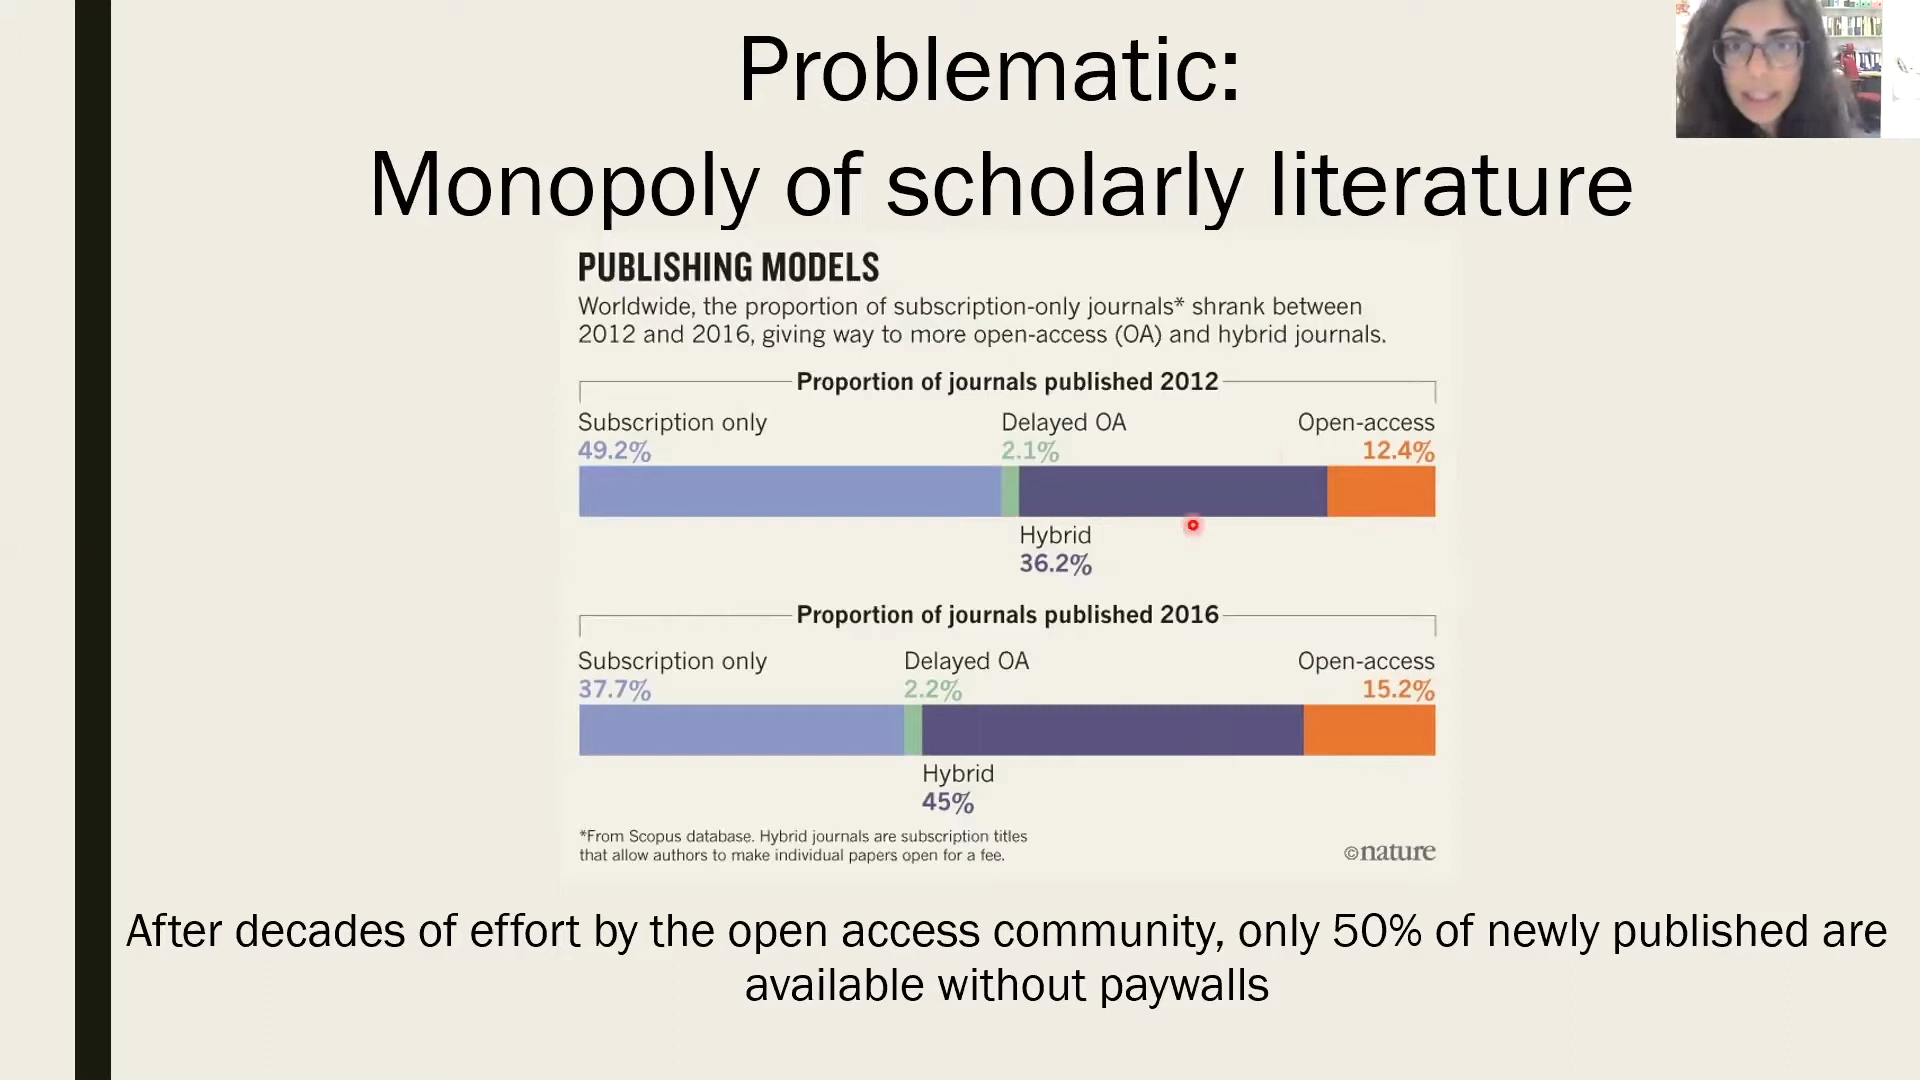 Problematic:
Monopoly of scholarly literature
PUBLISHING MODELS
Worldwide, the proportion of subscription-only journals* shrank between
2012 and 2016, giving way to more open-access (OA) and hybrid journals.
Proportion of journals published 2012
Subscription only
49.2%
Delayed OA
2.1%
Open-access
12.4%
Hybrid
36.2%
Proportion of journals published 2016
Subscription only
37.7%
Delayed OA
2.2%
Open-access
15.2%
Hybrid
45%
*From Scopus database. Hybrid journals are subscription titles
that allow authors to make individual papers open for a fee.
©nature
After decades of effort by the open access community, only 50% of newly published are
available without paywalls